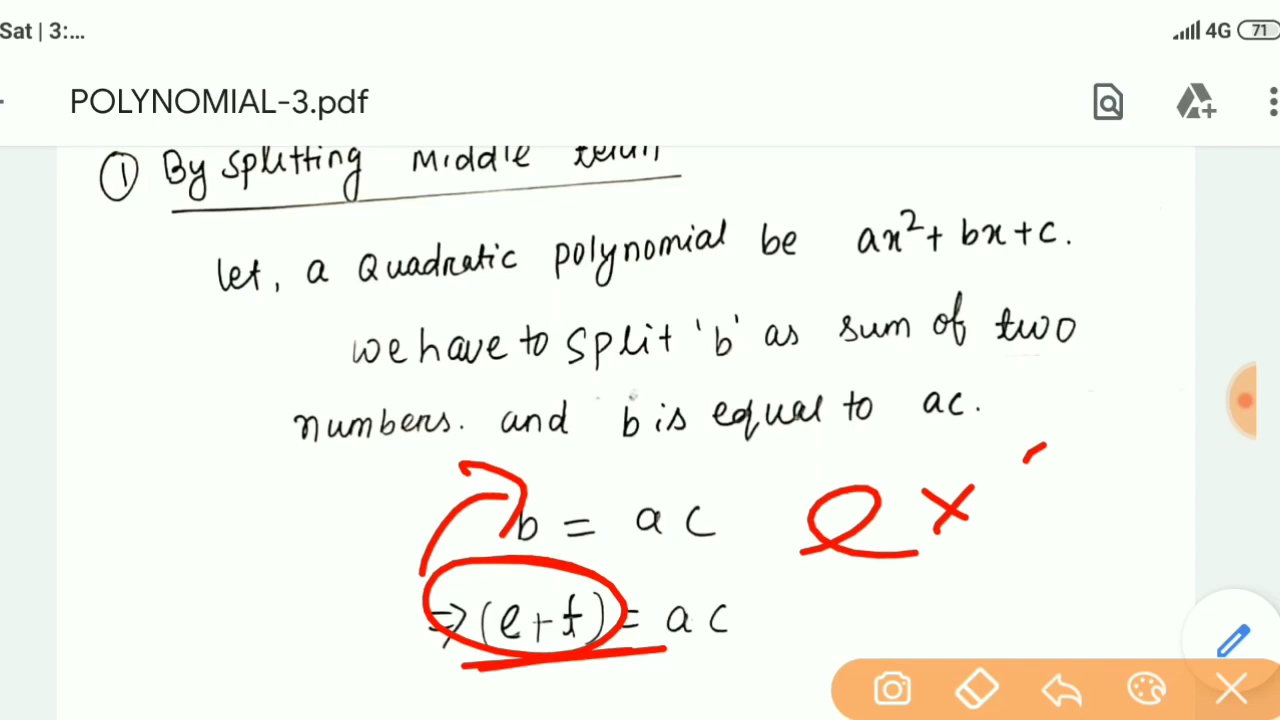 Sat | 3:...
4G 71
POLYNOMIAL-3.pdf
① By splitting Middle term
let, a Quadratic polynomial be ax²+ bx+c.
we have to split 'b' as sum of two
numbers. and b is equal to ac.
b = ac
e ×
⇒(e+f)= ac